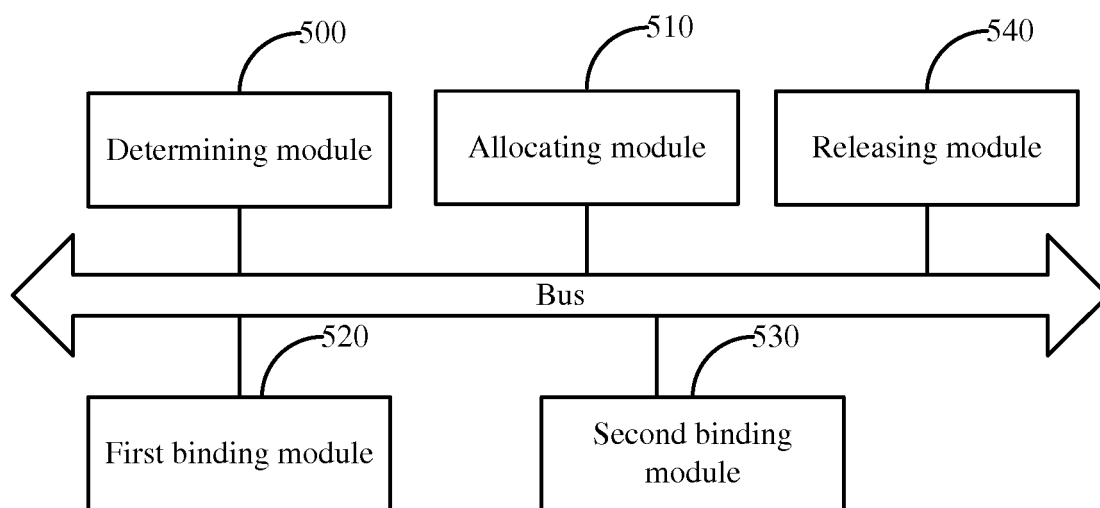 500
510
540
Determining module
Allocating module
Releasing module
Bus
520
530
First binding module
Second binding
module